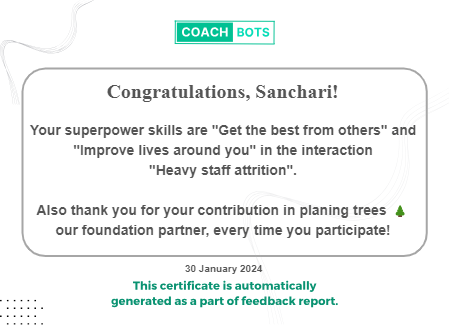 COACH BOTS
Congratulations, Sanchari!
Your superpower skills are "Get the best from others" and
"Improve lives around you" in the interaction
"Heavy staff attrition".
Also thank you for your contribution in planing trees 🌲
our foundation partner, every time you participate!
30 January 2024
This certificate is automatically
generated as a part of feedback report.